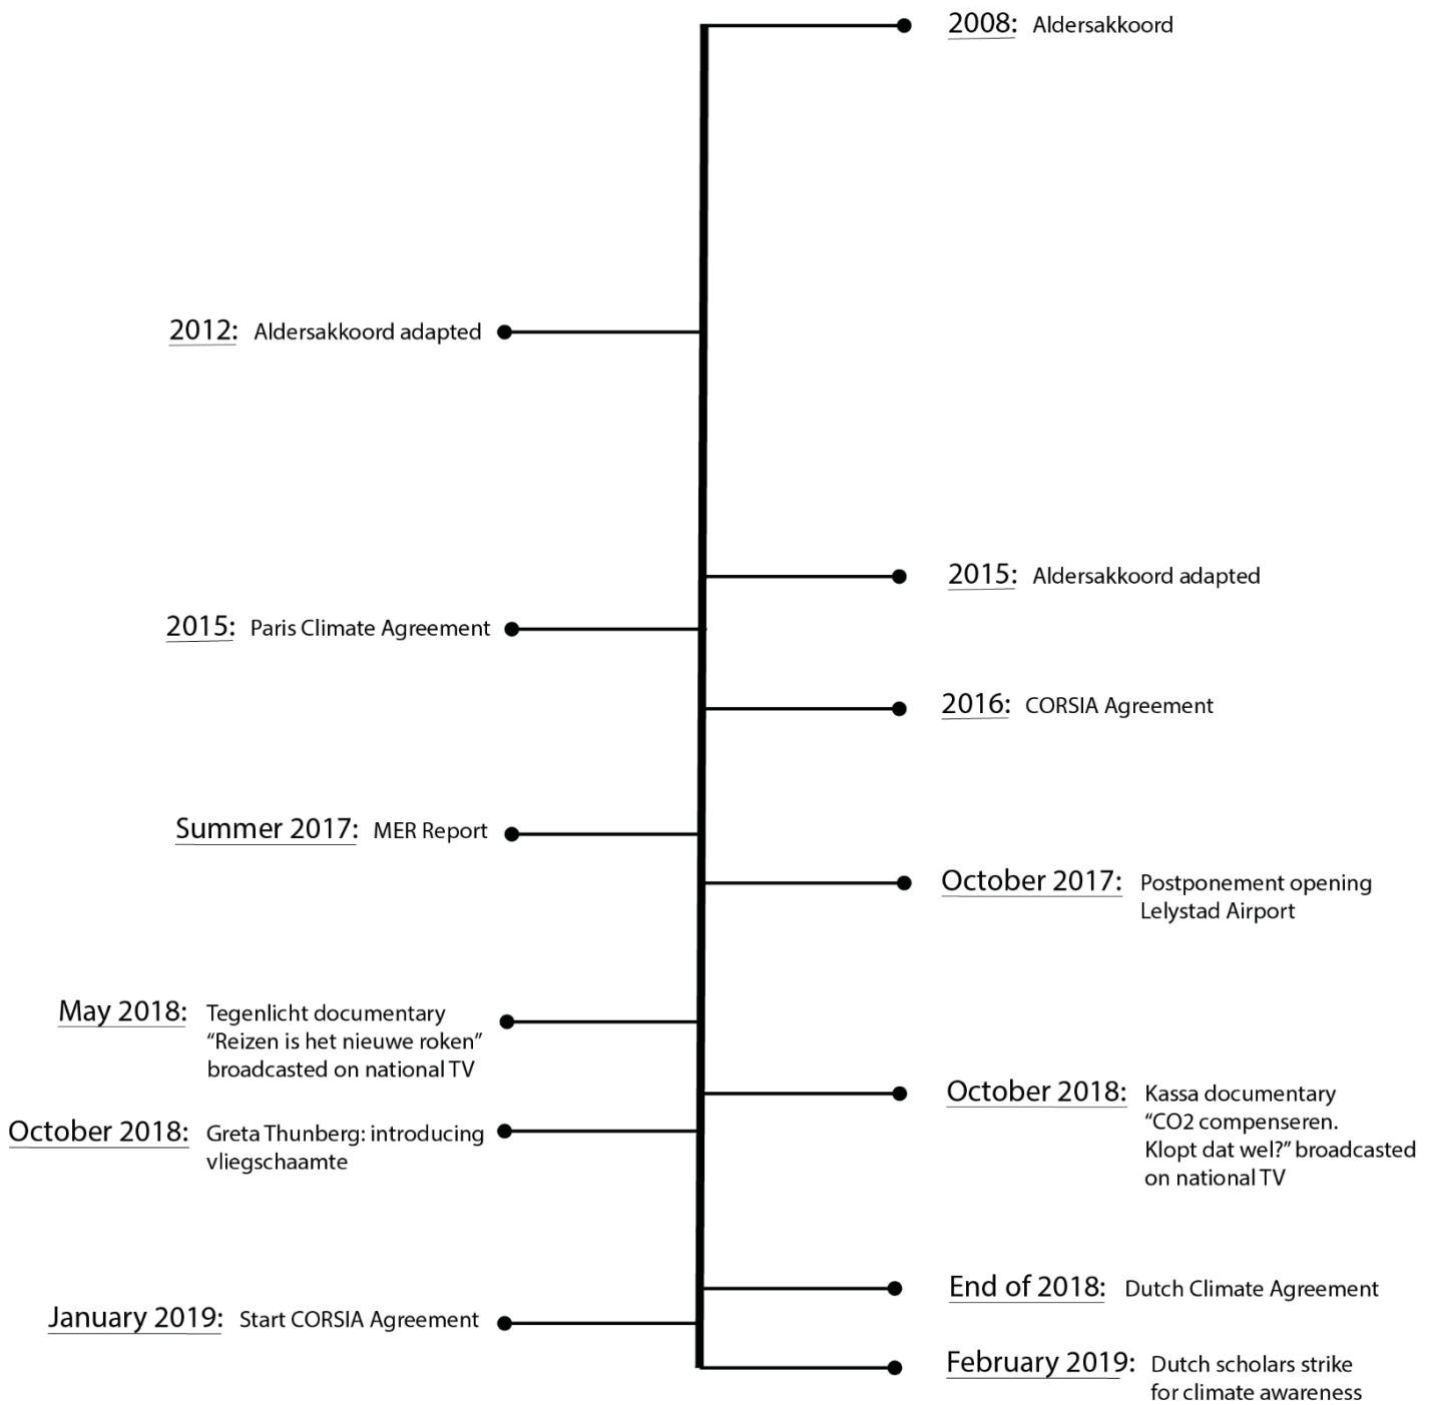 2008: Aldersakkoord
2012: Aldersakkoord adapted
2015: Aldersakkoord adapted
2015: Paris Climate Agreement
2016: CORSIA Agreement
Summer 2017: MER Report
October 2017: Postponement opening
Lelystad Airport
May 2018: Tegenlicht documentary
“Reizen is het nieuwe roken”
broadcasted on national TV
October 2018: Kassa documentary
“CO2 compenseren.
Klopt dat wel?” broadcasted
on national TV
October 2018: Greta Thunberg: introducing
vliegschaamte
End of 2018: Dutch Climate Agreement
January 2019: Start CORSIA Agreement
February 2019: Dutch scholars strike
for climate awareness